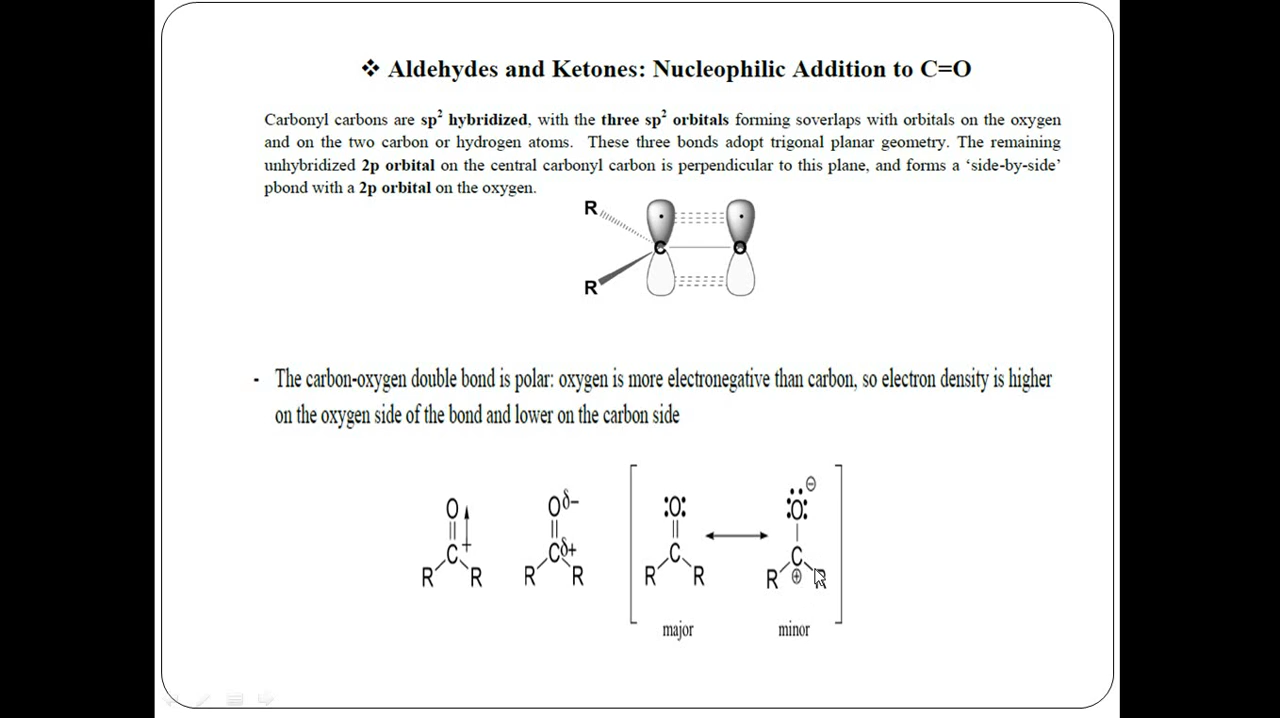 ❖ Aldehydes and Ketones: Nucleophilic Addition to C=O
Carbonyl carbons are sp² hybridized, with the three sp² orbitals forming soverlaps with orbitals on the oxygen
and on the two carbon or hydrogen atoms. These three bonds adopt trigonal planar geometry. The remaining
unhybridized 2p orbital on the central carbonyl carbon is perpendicular to this plane, and forms a ‘side-by-side’
pbond with a 2p orbital on the oxygen.
R
C O
R
- The carbon-oxygen double bond is polar: oxygen is more electronegative than carbon, so electron density is higher
on the oxygen side of the bond and lower on the carbon side
O Oδ− :O: :O: ⊖
C Cδ+ C C
R R R R R R R ⊕ R
major minor